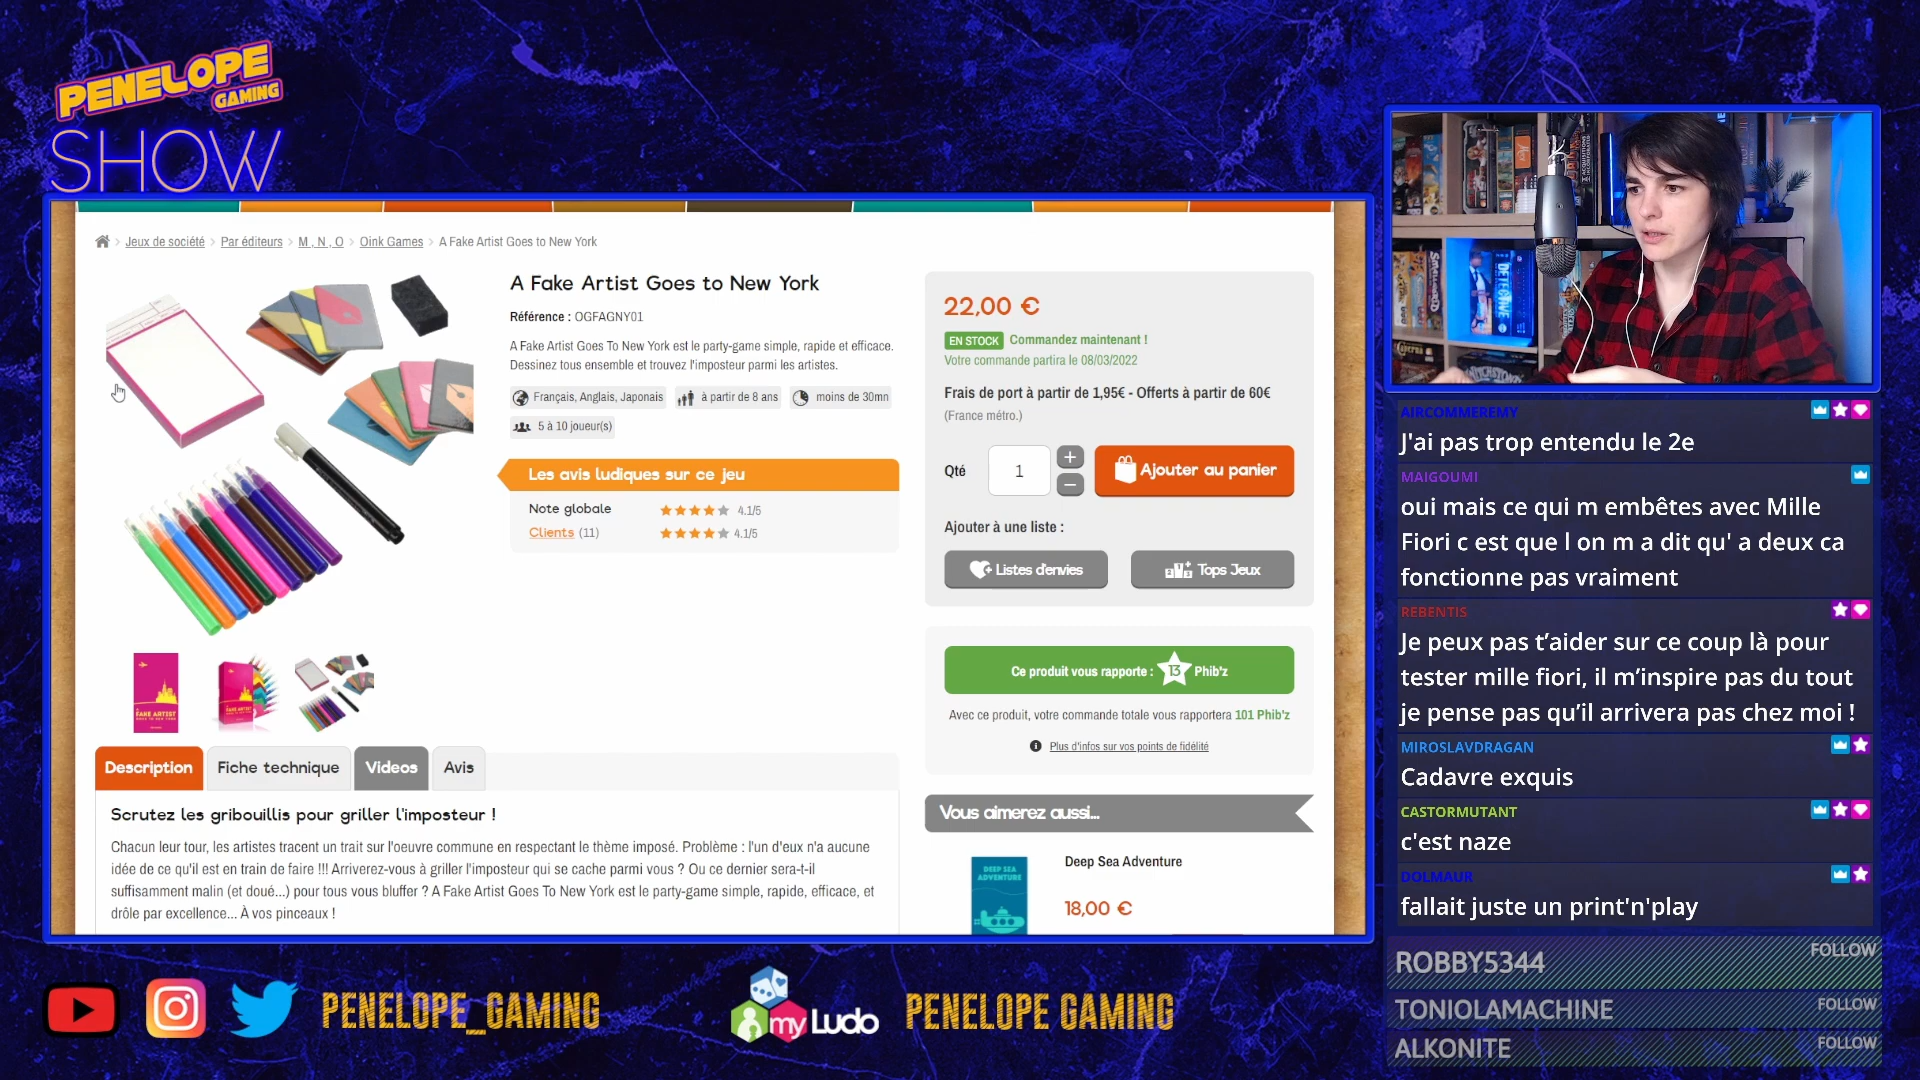 PENELOPE
GAMING
SHOW
Jeux de société > Par éditeurs > M , N , O > Oink Games > A Fake Artist Goes to New York
A Fake Artist Goes to New York
Référence : OGFAGNY01
A Fake Artist Goes To New York est le party-game simple, rapide et efficace.
Dessinez tous ensemble et trouvez l'imposteur parmi les artistes.
Français, Anglais, Japonais
à partir de 8 ans
moins de 30mn
5 à 10 joueur(s)
Les avis ludiques sur ce jeu
Note globale 4.1/5
Clients (11) 4.1/5
22,00 €
EN STOCK Commandez maintenant !
Votre commande partira le 08/03/2022
Frais de port à partir de 1,95€ - Offerts à partir de 60€
(France métro.)
Qté 1 + −
Ajouter au panier
Ajouter à une liste :
Listes d'envies
Tops Jeux
Ce produit vous rapporte : 13 Phib'z
Avec ce produit, votre commande totale vous rapportera 101 Phib'z
Plus d'infos sur vos points de fidélité
FAKE ARTIST
Description
Fiche technique
Videos
Avis
Scrutez les gribouillis pour griller l'imposteur !
Chacun leur tour, les artistes tracent un trait sur l'oeuvre commune en respectant le thème imposé. Problème : l'un d'eux n'a aucune
idée de ce qu'il est en train de faire !!! Arriverez-vous à griller l'imposteur qui se cache parmi vous ? Ou ce dernier sera-t-il
suffisamment malin (et doué...) pour tous vous bluffer ? A Fake Artist Goes To New York est le party-game simple, rapide, efficace, et
drôle par excellence... À vos pinceaux !
Vous aimerez aussi...
DEEP SEA
ADVENTURE
Deep Sea Adventure
18,00 €
DETECTIVE
AIRCOMMEREMY
J'ai pas trop entendu le 2e
MAIGOUMI
oui mais ce qui m embêtes avec Mille
Fiori c est que l on m a dit qu' a deux ca
fonctionne pas vraiment
REBENTIS
Je peux pas t’aider sur ce coup là pour
tester mille fiori, il m’inspire pas du tout
je pense pas qu’il arrivera pas chez moi !
MIROSLAVDRAGAN
Cadavre exquis
CASTORMUTANT
c'est naze
DOLMAUR
fallait juste un print'n'play
ROBBY5344 FOLLOW
TONIOLAMACHINE FOLLOW
ALKONITE FOLLOW
PENELOPE_GAMING
myLudo
PENELOPE GAMING